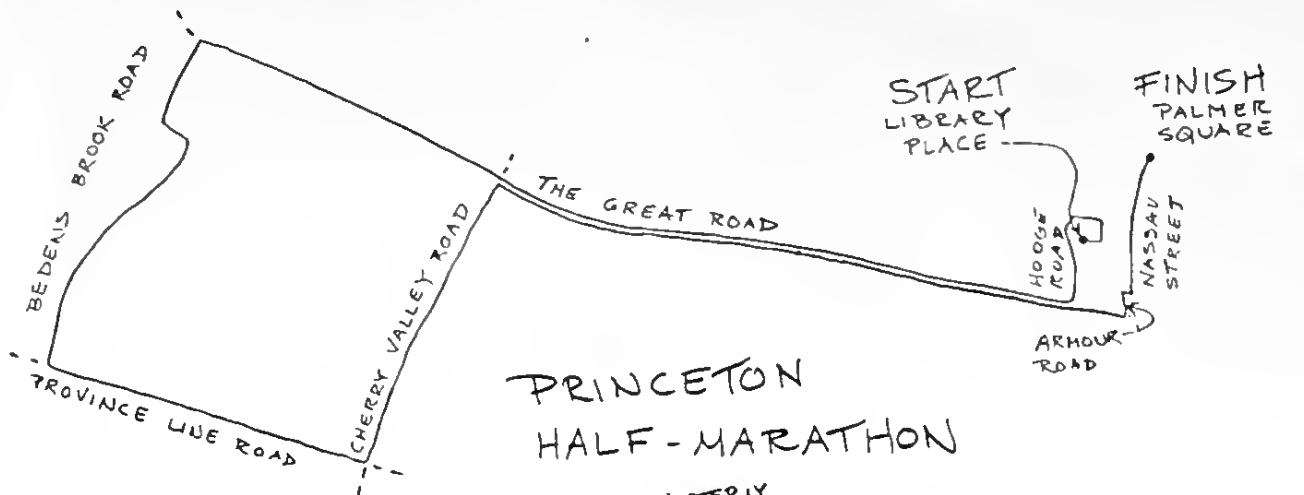 BEDENS BROOK ROAD
START
LIBRARY
PLACE
FINISH
PALMER
SQUARE
THE GREAT ROAD
HODGE
ROAD
NASSAU
STREET
ARMOUR
ROAD
CHERRY VALLEY ROAD
PROVINCE LINE ROAD
PRINCETON
HALF-MARATHON